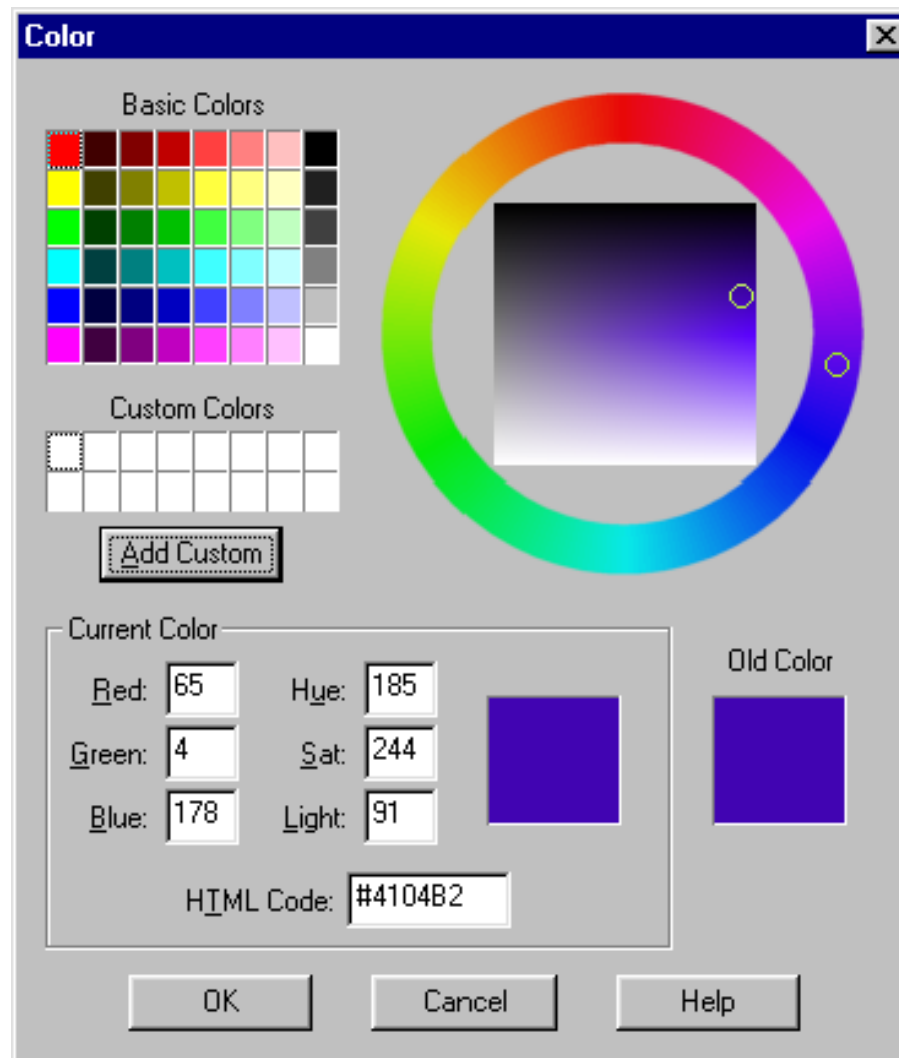 Color
Basic Colors
Custom Colors
Add Custom
Current Color
Red: 65 Hue: 185
Green: 4 Sat: 244
Blue: 178 Light: 91
HTML Code: #4104B2
Old Color
OK Cancel Help